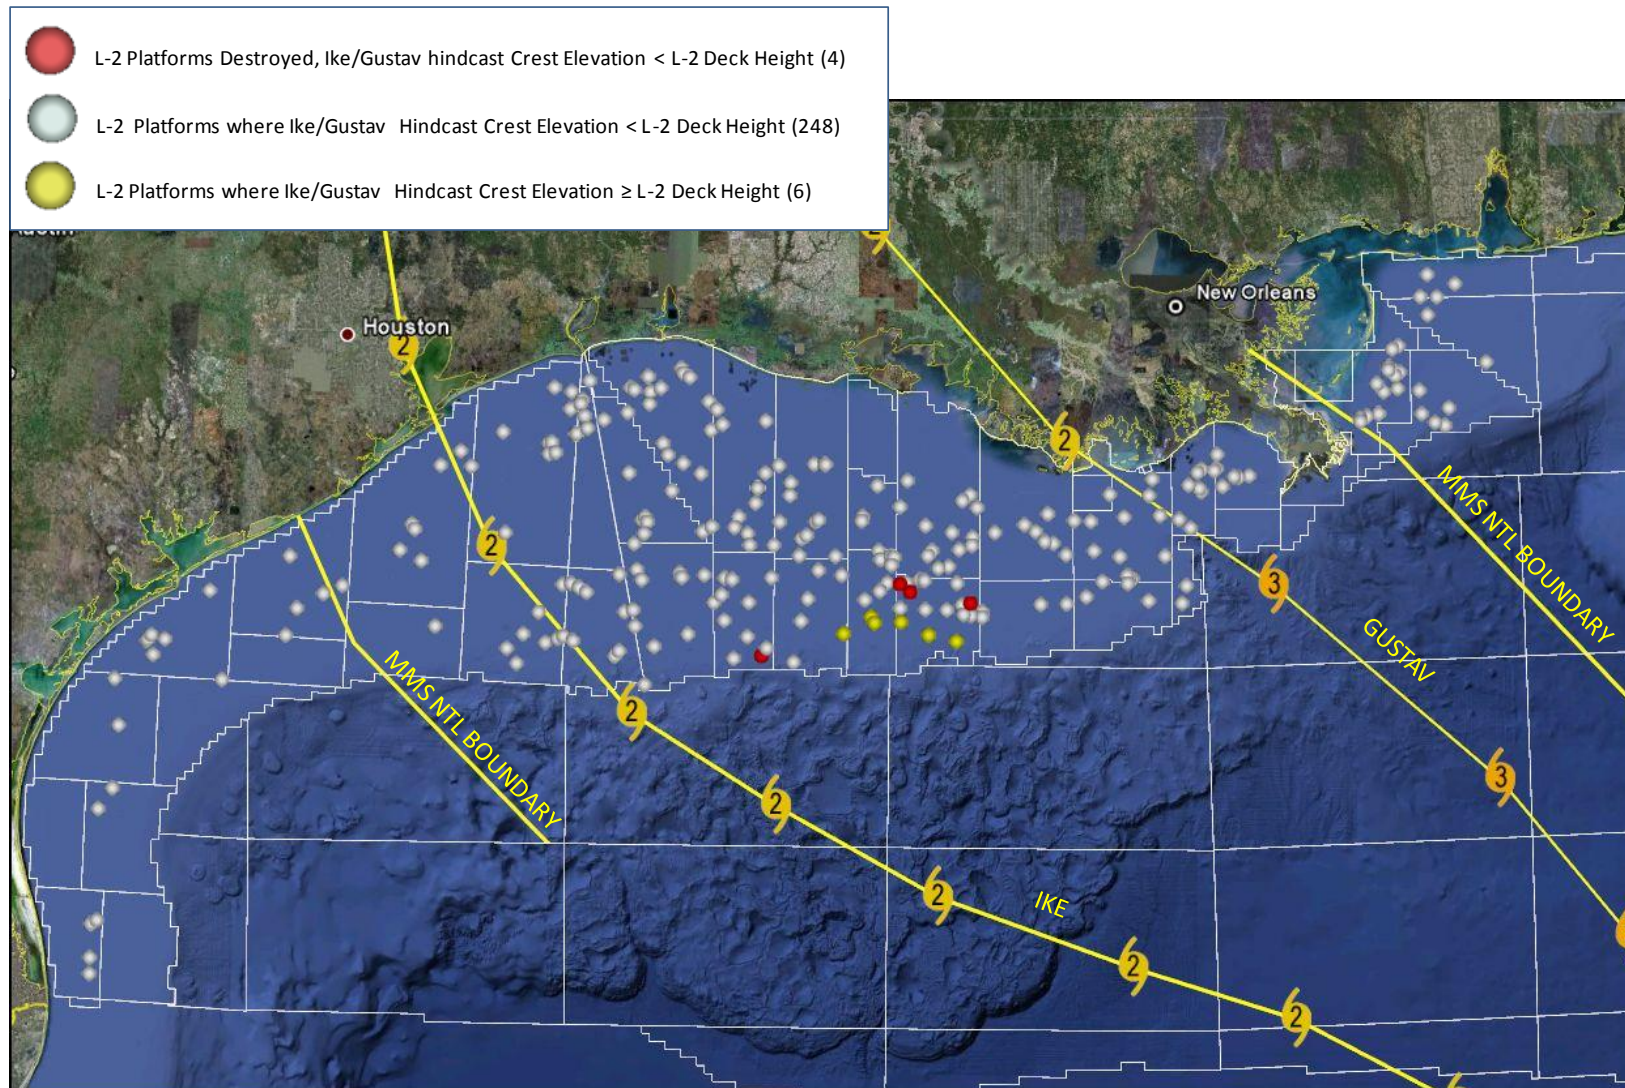 L-2 Platforms Destroyed, Ike/Gustav hindcast Crest Elevation < L-2 Deck Height (4)
L-2 Platforms where Ike/Gustav Hindcast Crest Elevation < L-2 Deck Height (248)
L-2 Platforms where Ike/Gustav Hindcast Crest Elevation ≥ L-2 Deck Height (6)
2
New Orleans
Houston
2
2
MMS NTL BOUNDARY
2
3
GUSTAV
MMS NTL BOUNDARY
2
3
2
2
IKE
2
2